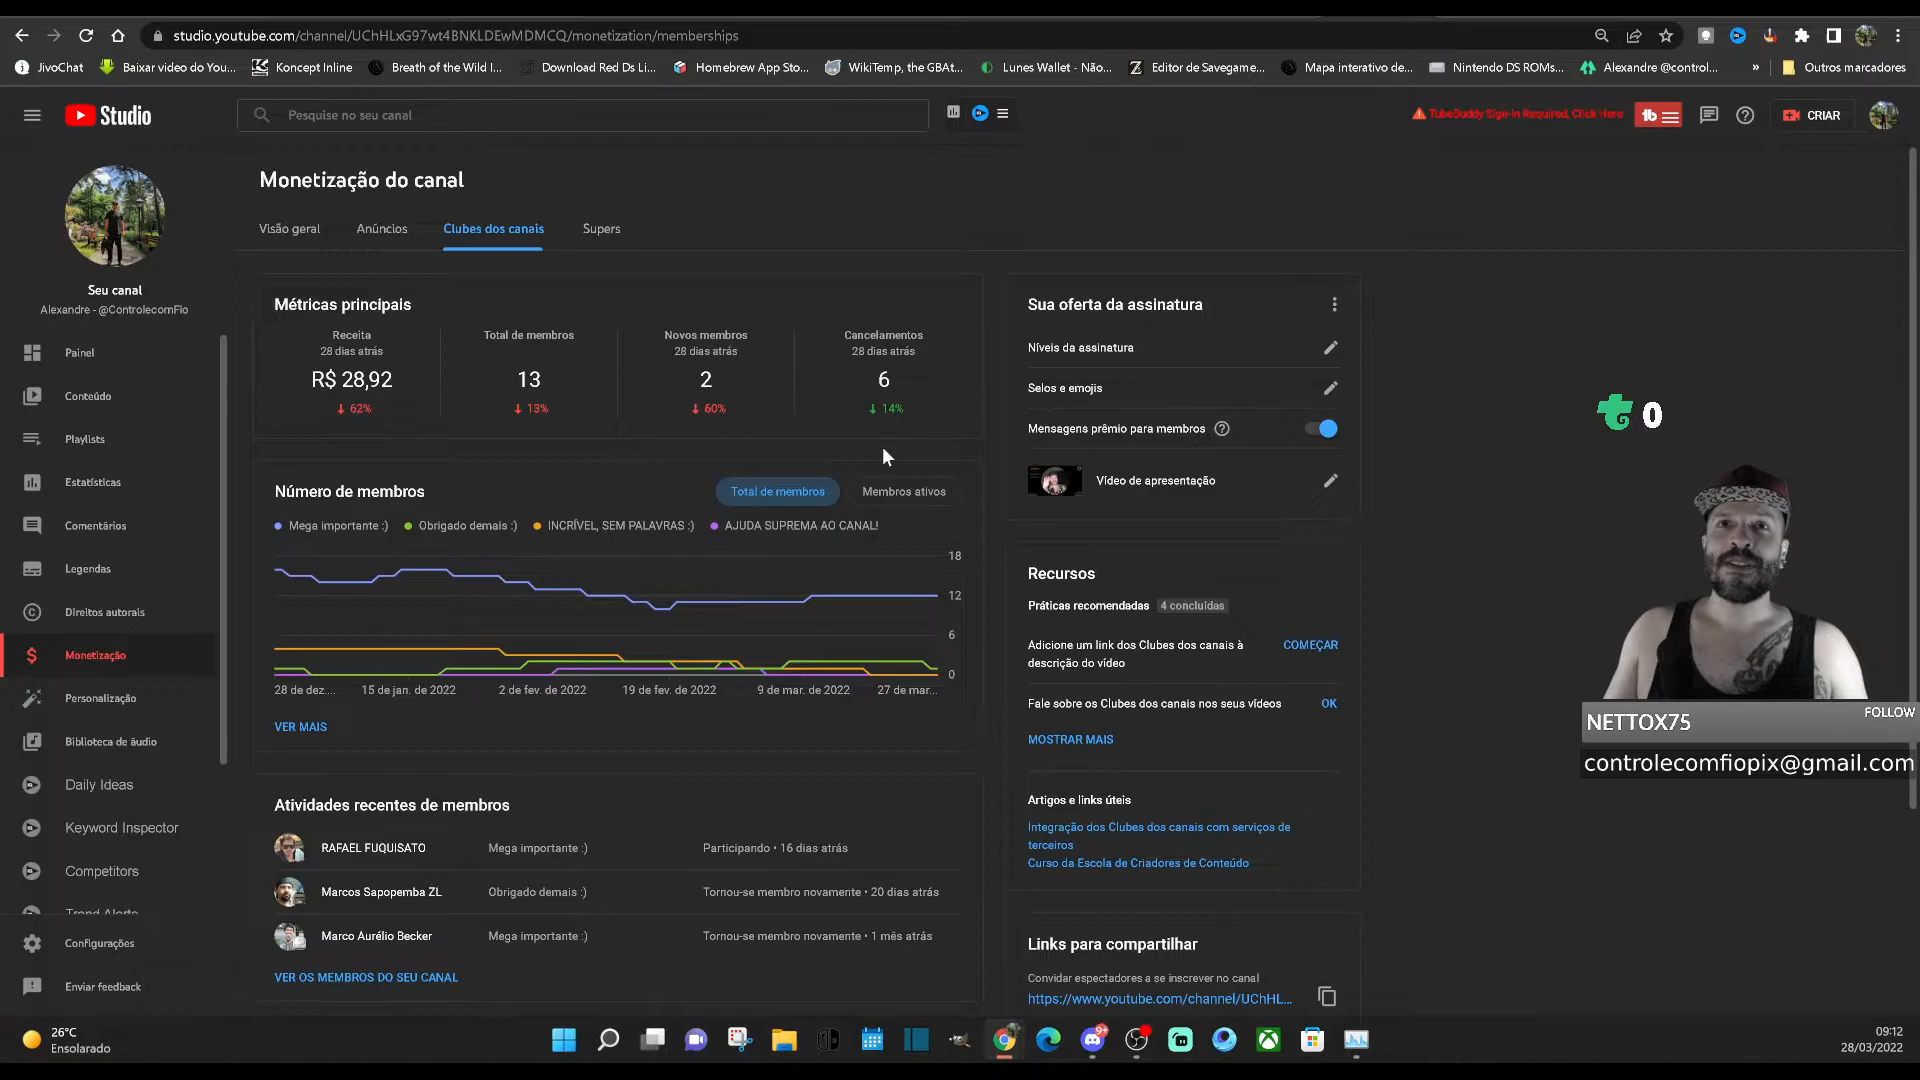 studio.youtube.com/channel/UChHLxG97wt4BNKLDEwMDMCQ/monetization/memberships
JivoChat
Baixar video do You...
Koncept Inline
Breath of the Wild I...
Download Red Ds Li...
Homebrew App Sto...
WikiTemp, the GBAt...
Lunes Wallet - Não...
Editor de Savegame...
Mapa interativo de...
Nintendo DS ROMs...
Alexandre @control...
»
Outros marcadores
Studio
Pesquise no seu canal
TubeBuddy Sign-In Required, Click Here
CRIAR
Seu canal
Alexandre - @ControlecomFio
Painel
Conteúdo
Playlists
Estatísticas
Comentários
Legendas
Direitos autorais
Monetização
Personalização
Biblioteca de áudio
Daily Ideas
Keyword Inspector
Competitors
Trend Alerts
Configurações
Enviar feedback
Monetização do canal
Visão geral
Anúncios
Clubes dos canais
Supers
Métricas principais
Receita
28 dias atrás
R$ 28,92
62%
Total de membros
13
13%
Novos membros
28 dias atrás
2
60%
Cancelamentos
28 dias atrás
6
14%
Número de membros
Total de membros
Membros ativos
Mega importante :)
Obrigado demais :)
INCRÍVEL, SEM PALAVRAS :)
AJUDA SUPREMA AO CANAL!
18
12
6
0
28 de dez....
15 de jan. de 2022
2 de fev. de 2022
19 de fev. de 2022
9 de mar. de 2022
27 de mar...
VER MAIS
Atividades recentes de membros
RAFAEL FUQUISATO Mega importante :) Participando • 16 dias atrás
Marcos Sapopemba ZL Obrigado demais :) Tornou-se membro novamente • 20 dias atrás
Marco Aurélio Becker Mega importante :) Tornou-se membro novamente • 1 mês atrás
VER OS MEMBROS DO SEU CANAL
Sua oferta da assinatura
Níveis da assinatura
Selos e emojis
Mensagens prêmio para membros
Vídeo de apresentação
Recursos
Práticas recomendadas 4 concluídas
Adicione um link dos Clubes dos canais à
descrição do vídeo
COMEÇAR
Fale sobre os Clubes dos canais nos seus vídeos
OK
MOSTRAR MAIS
Artigos e links úteis
Integração dos Clubes dos canais com serviços de
terceiros
Curso da Escola de Criadores de Conteúdo
Links para compartilhar
Convidar espectadores a se inscrever no canal
https://www.youtube.com/channel/UChHL...
0
NETTOX75
FOLLOW
controlecomfiopix@gmail.com
26°C
Ensolarado
9+
09:12
28/03/2022